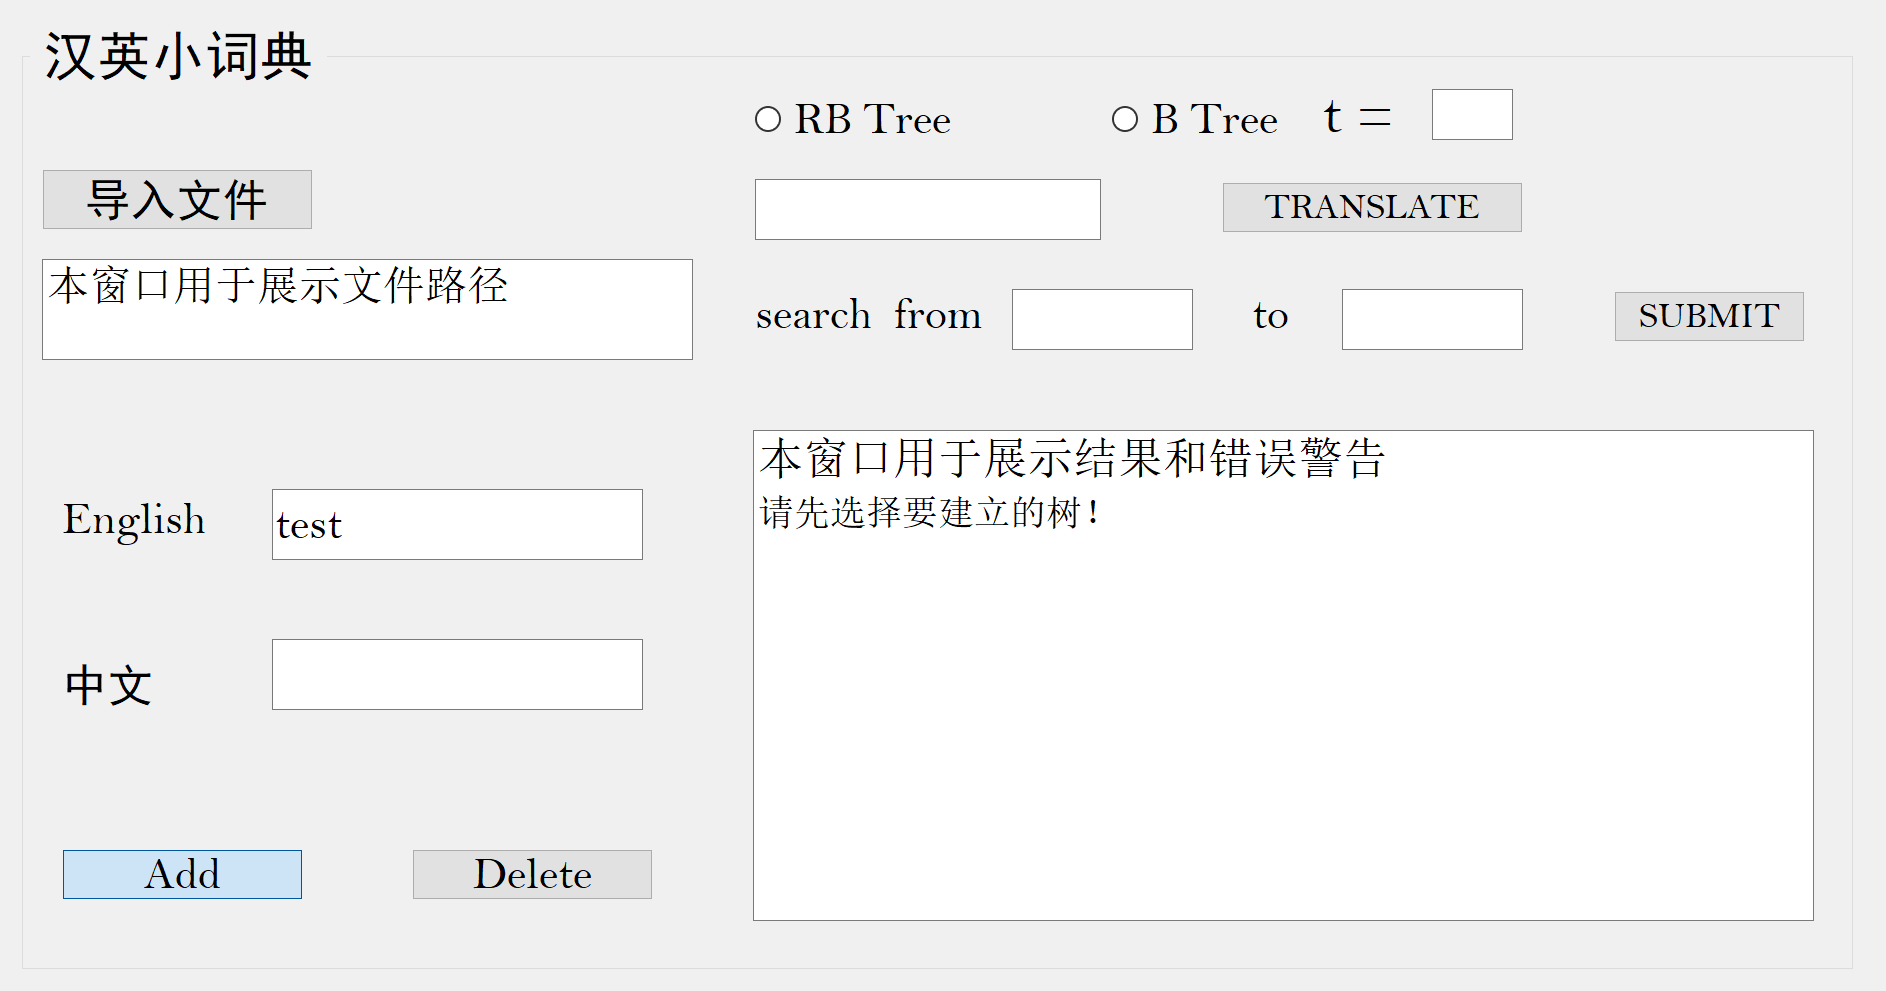 汉英小词典
RB Tree
B Tree
t =
导入文件
TRANSLATE
本窗口用于展示文件路径
search from
to
SUBMIT
本窗口用于展示结果和错误警告
请先选择要建立的树！
English
test
中文
Add
Delete